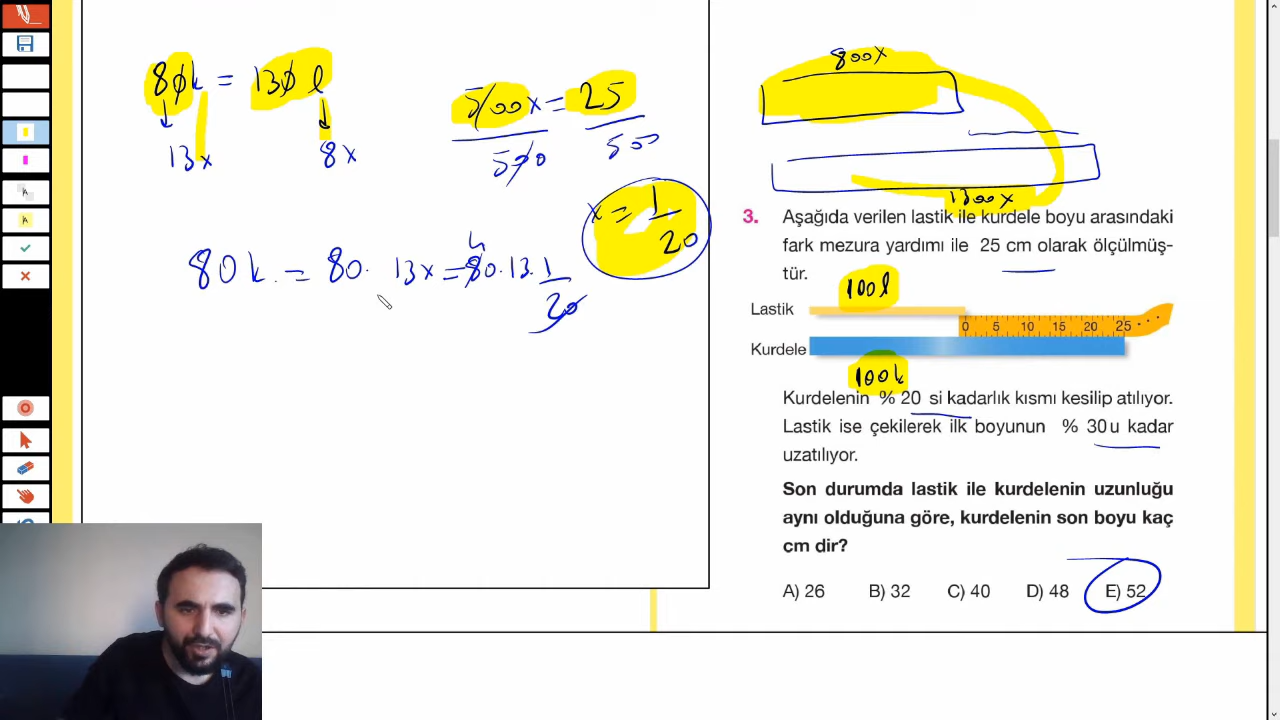 80k = 130 l
13x 8x
500x = 25
500 500
x = 1/20
80k = 80 · 13x = 80 · 13 · 1/20
4
800x
1300x
3. Aşağıda verilen lastik ile kurdele boyu arasındaki
fark mezura yardımı ile 25 cm olarak ölçülmüş-
tür.
100l
Lastik
0 5 10 15 20 25 ...
Kurdele
100k
Kurdelenin % 20 si kadarlık kısmı kesilip atılıyor.
Lastik ise çekilerek ilk boyunun % 30 u kadar
uzatılıyor.
Son durumda lastik ile kurdelenin uzunluğu
aynı olduğuna göre, kurdelenin son boyu kaç
cm dir?
A) 26 B) 32 C) 40 D) 48 E) 52